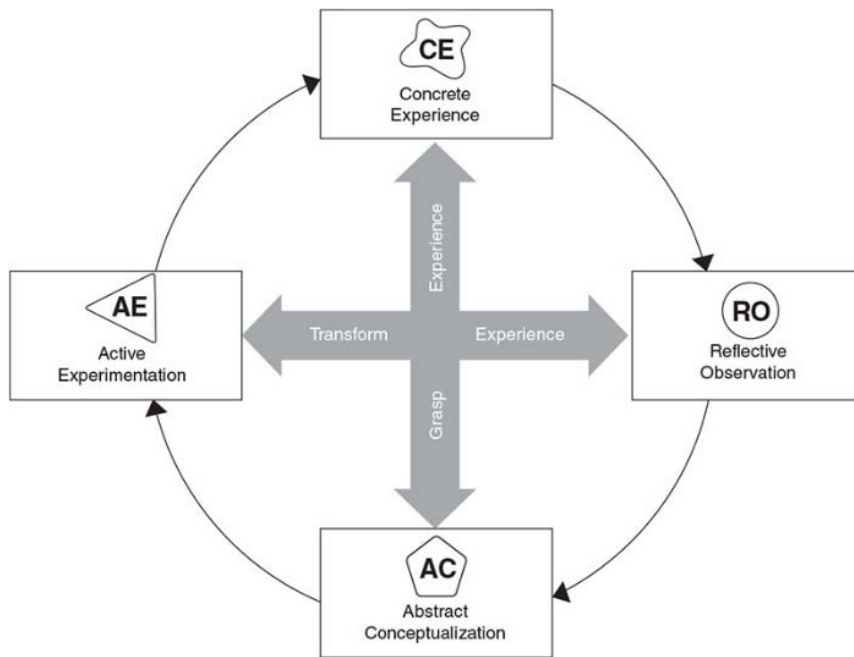 CE
Concrete
Experience
AE
Active
Experimentation
Transform Experience
Grasp Experience
RO
Reflective
Observation
AC
Abstract
Conceptualization